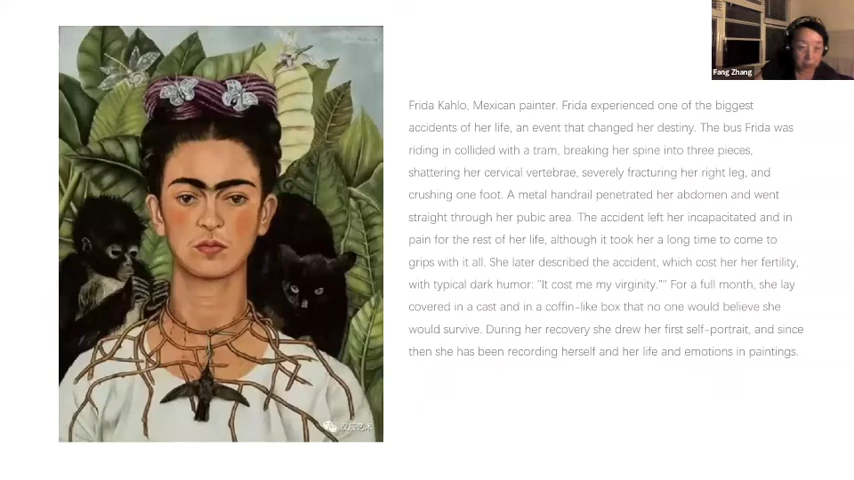 Fang Zhang
Frida Kahlo, Mexican painter. Frida experienced one of the biggest
accidents of her life, an event that changed her destiny. The bus Frida was
riding in collided with a tram, breaking her spine into three pieces,
shattering her cervical vertebrae, severely fracturing her right leg, and
crushing one foot. A metal handrail penetrated her abdomen and went
straight through her pubic area. The accident left her incapacitated and in
pain for the rest of her life, although it took her a long time to come to
grips with it all. She later described the accident, which cost her her fertility,
with typical dark humor: "It cost me my virginity."" For a full month, she lay
covered in a cast and in a coffin-like box that no one would believe she
would survive. During her recovery she drew her first self-portrait, and since
then she has been recording herself and her life and emotions in paintings.